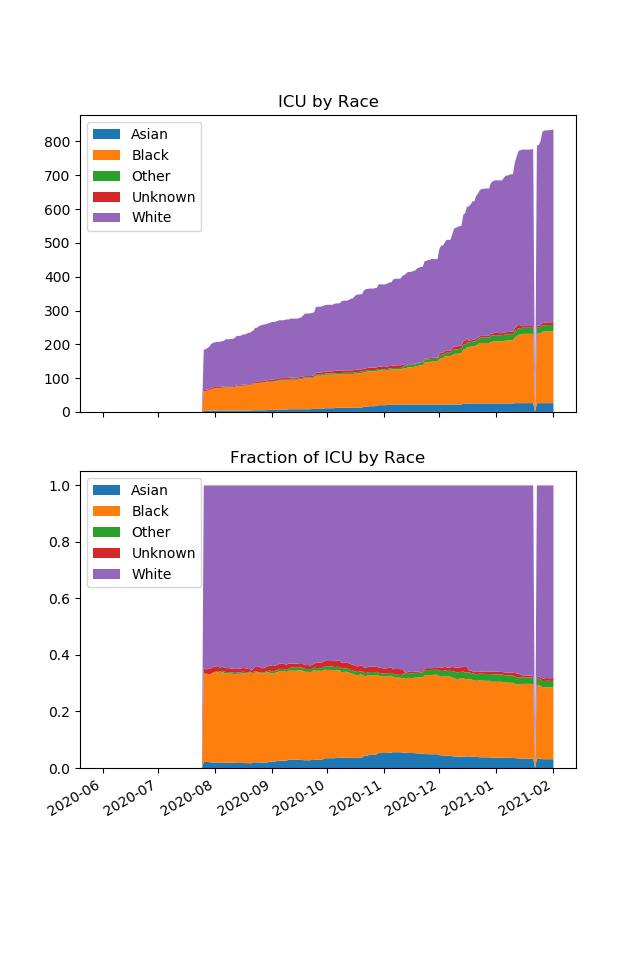 ICU by Race
Asian
Black
Other
Unknown
White
800
700
600
500
400
300
200
100
0
Fraction of ICU by Race
Asian
Black
Other
Unknown
White
1.0
0.8
0.6
0.4
0.2
0.0
2020-06 2020-07 2020-08 2020-09 2020-10 2020-11 2020-12 2021-01 2021-02